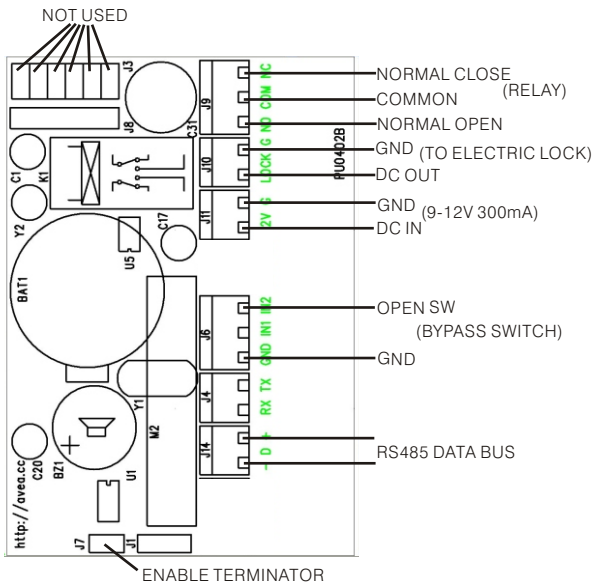 NOT USED
J3
J8
C31
J9
NC
COM
NO
NORMAL CLOSE
(RELAY)
COMMON
NORMAL OPEN
C1
K1
J10
G
LOCK
GND
(TO ELECTRIC LOCK)
DC OUT
PU0402B
Y2
U5
C17
J11
G
2V
GND
(9-12V 300mA)
DC IN
BAT1
J6
IN2
IN1
GND
OPEN SW
(BYPASS SWITCH)
GND
Y1
M2
J4
TX
RX
J14
+
D
-
RS485 DATA BUS
+
C20
BZ1
U1
http://avea.cc
J7
J1
ENABLE TERMINATOR